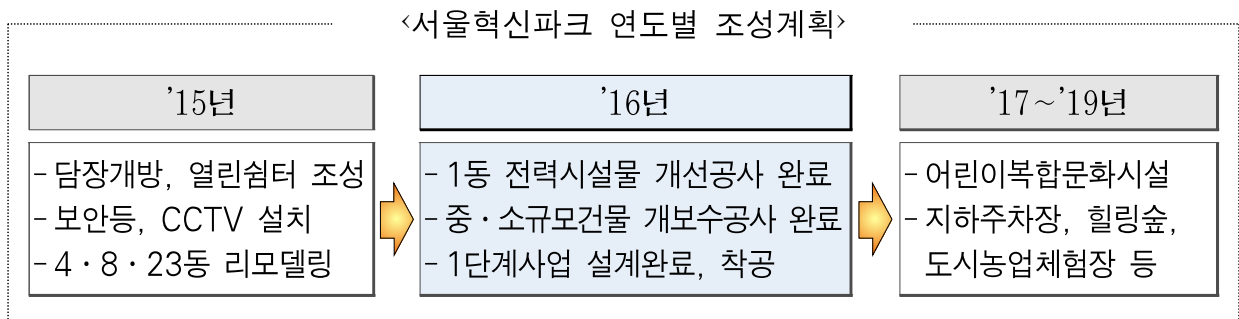 <서울혁신파크 연도별 조성계획>
'15년
- 담장개방, 열린쉼터 조성
- 보안등, CCTV 설치
- 4·8·23동 리모델링
'16년
- 1동 전력시설물 개선공사 완료
- 중·소규모건물 개보수공사 완료
- 1단계사업 설계완료, 착공
'17~'19년
- 어린이복합문화시설
- 지하주차장, 힐링숲,
도시농업체험장 등